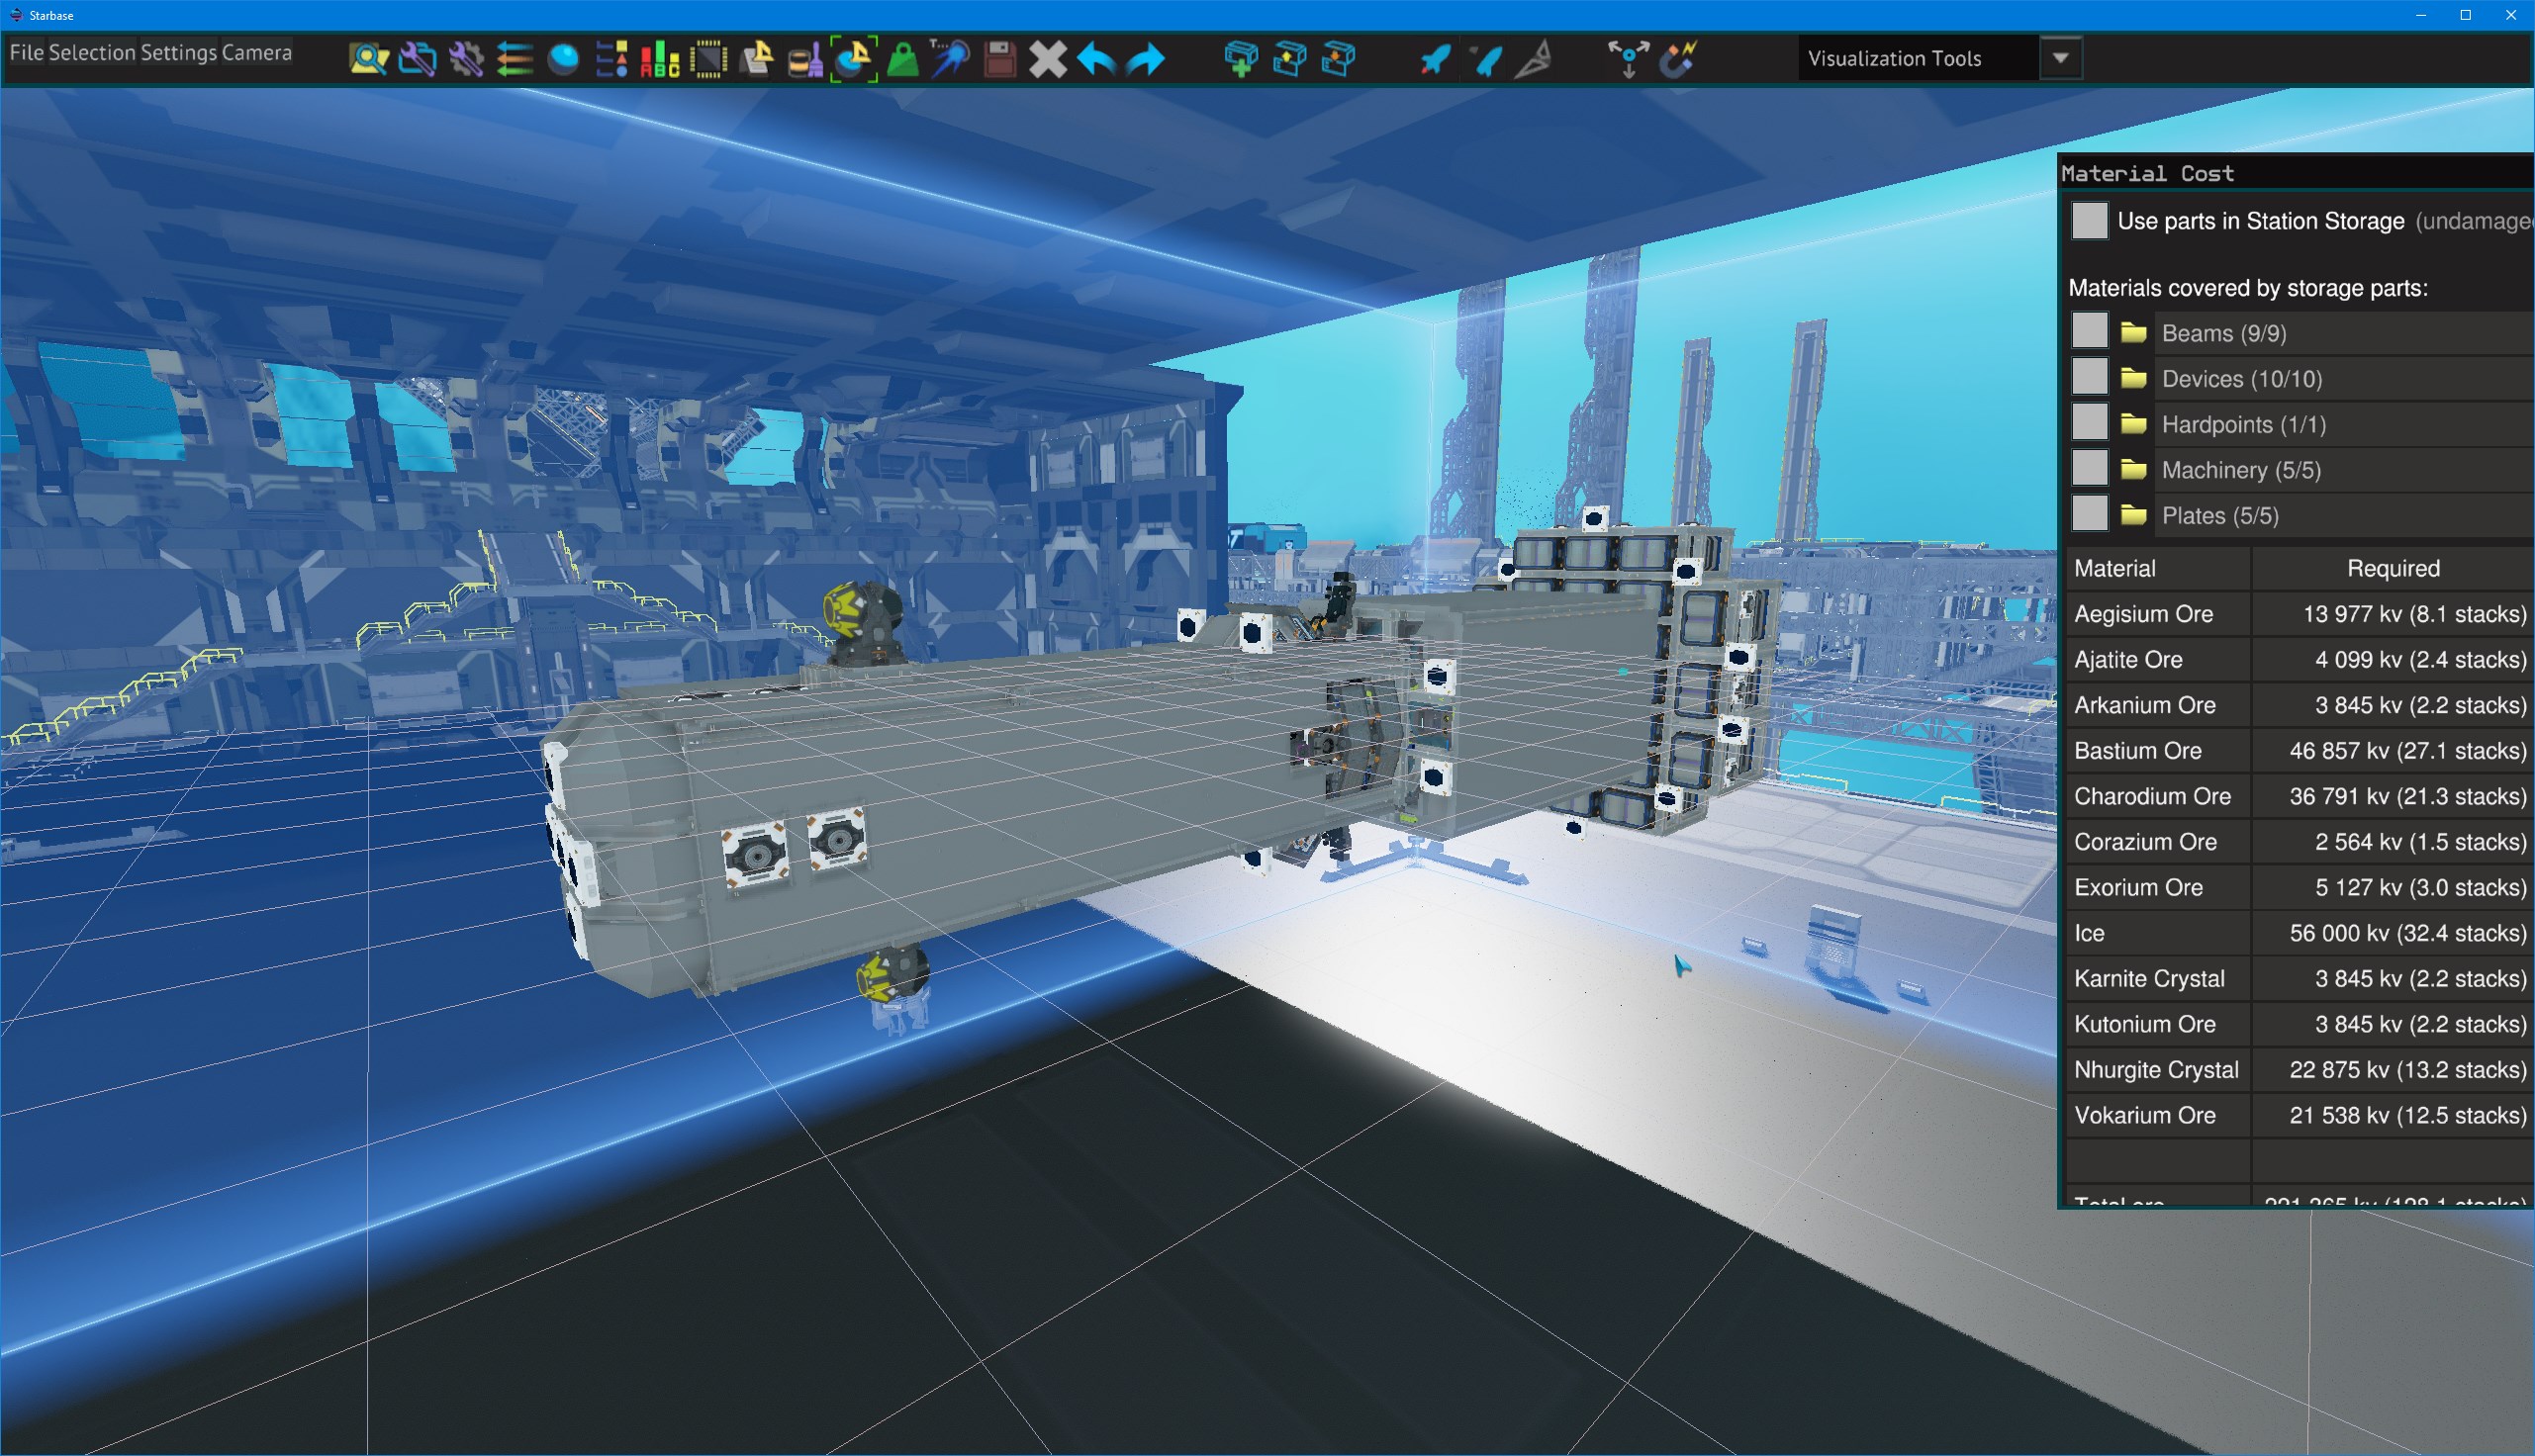 Starbase
File Selection Settings Camera
Visualization Tools
Material Cost
Use parts in Station Storage (undamaged
Materials covered by storage parts:
Beams (9/9)
Devices (10/10)
Hardpoints (1/1)
Machinery (5/5)
Plates (5/5)
Material Required
Aegisium Ore 13 977 kv (8.1 stacks)
Ajatite Ore 4 099 kv (2.4 stacks)
Arkanium Ore 3 845 kv (2.2 stacks)
Bastium Ore 46 857 kv (27.1 stacks)
Charodium Ore 36 791 kv (21.3 stacks)
Corazium Ore 2 564 kv (1.5 stacks)
Exorium Ore 5 127 kv (3.0 stacks)
Ice 56 000 kv (32.4 stacks)
Karnite Crystal 3 845 kv (2.2 stacks)
Kutonium Ore 3 845 kv (2.2 stacks)
Nhurgite Crystal 22 875 kv (13.2 stacks)
Vokarium Ore 21 538 kv (12.5 stacks)
Total ore